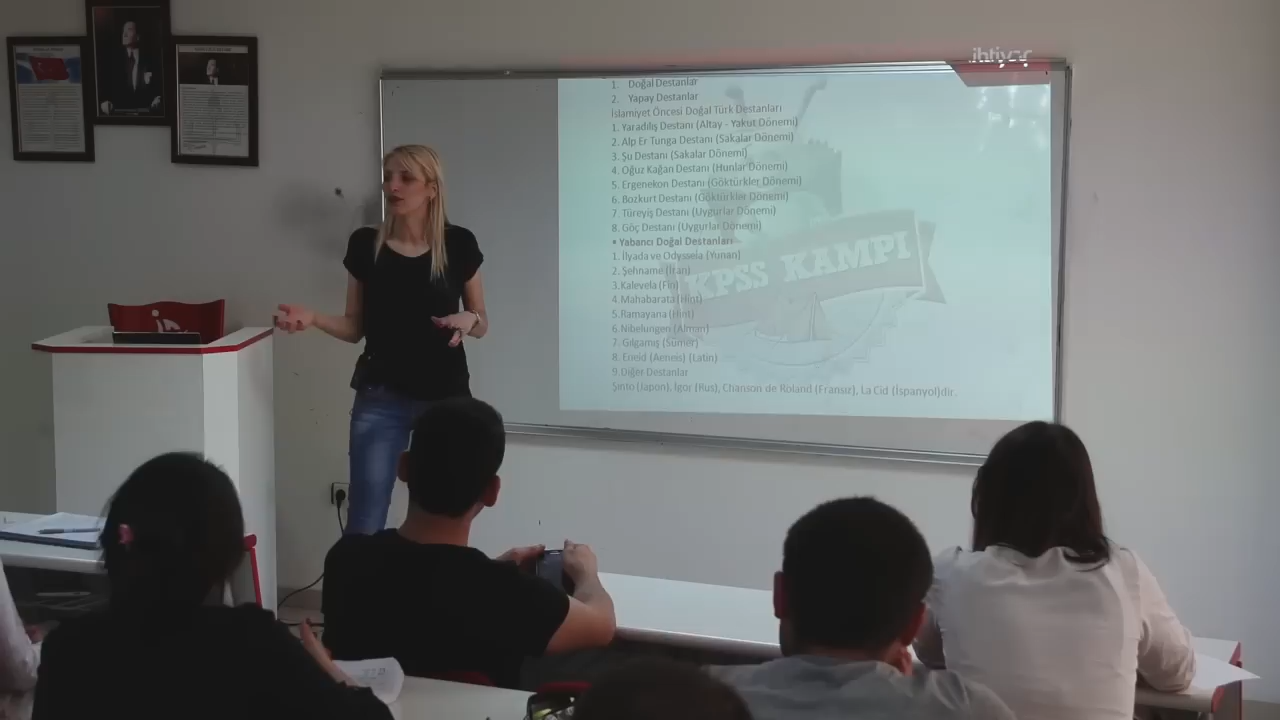 ihtiyaç
1. Doğal Destanlar
2. Yapay Destanlar
İslamiyet Öncesi Doğal Türk Destanları
1. Yaradılış Destanı (Altay - Yakut Dönemi)
2. Alp Er Tunga Destanı (Sakalar Dönemi)
3. Şu Destanı (Sakalar Dönemi)
4. Oğuz Kağan Destanı (Hunlar Dönemi)
5. Ergenekon Destanı (Göktürkler Dönemi)
6. Bozkurt Destanı (Göktürkler Dönemi)
7. Türeyiş Destanı (Uygurlar Dönemi)
8. Göç Destanı (Uygurlar Dönemi)
• Yabancı Doğal Destanları
1. İlyada ve Odyssela (Yunan)
2. Şehname (İran)
3.Kalevela (Fin)
4. Mahabarata (Hint)
5.Ramayana (Hint)
6.Nibelungen (Alman)
7. Gılgamış (Sümer)
8. Eneid (Aeneis) (Latin)
9.Diğer Destanlar
Şinto (Japon), İgor (Rus), Chanson de Roland (Fransız), La Cid (İspanyol)dir.
KPSS KAMPI